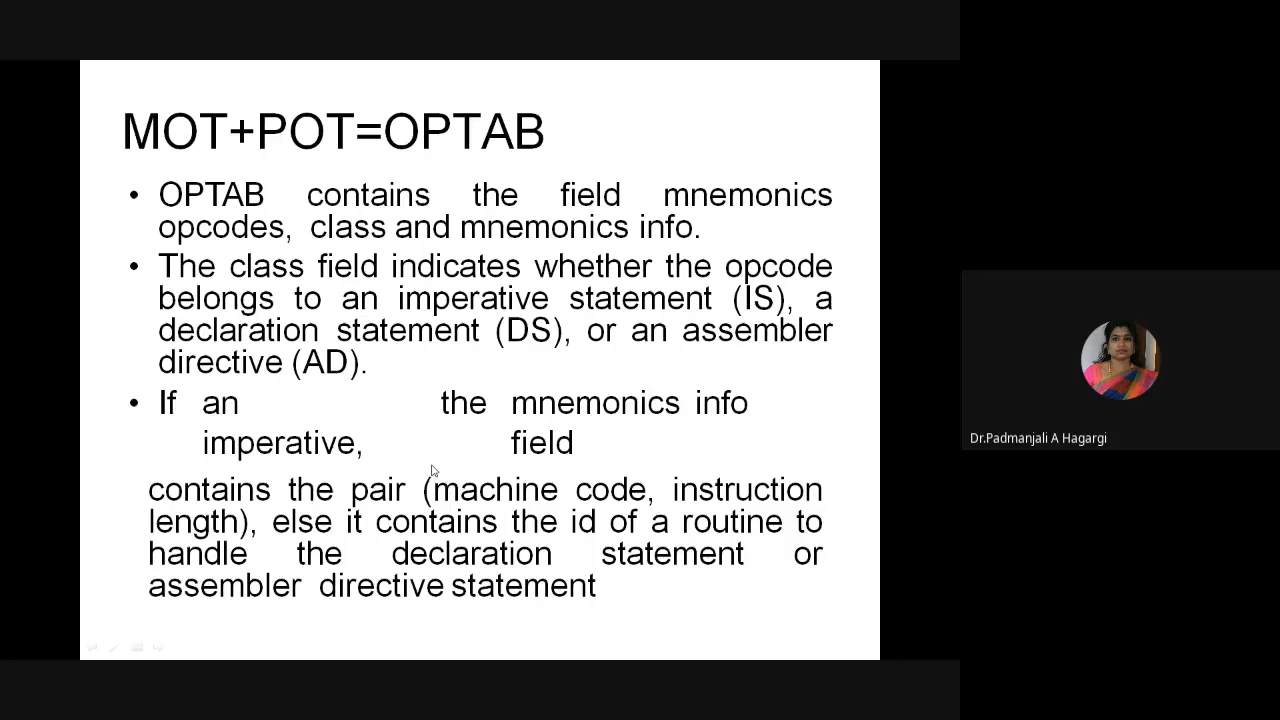 MOT+POT=OPTAB
• OPTAB contains the field mnemonics
opcodes, class and mnemonics info.
• The class field indicates whether the opcode
belongs to an imperative statement (IS), a
declaration statement (DS), or an assembler
directive (AD).
• If an the mnemonics info
imperative, field
contains the pair (machine code, instruction
length), else it contains the id of a routine to
handle the declaration statement or
assembler directive statement
Dr.Padmanjali A Hagargi